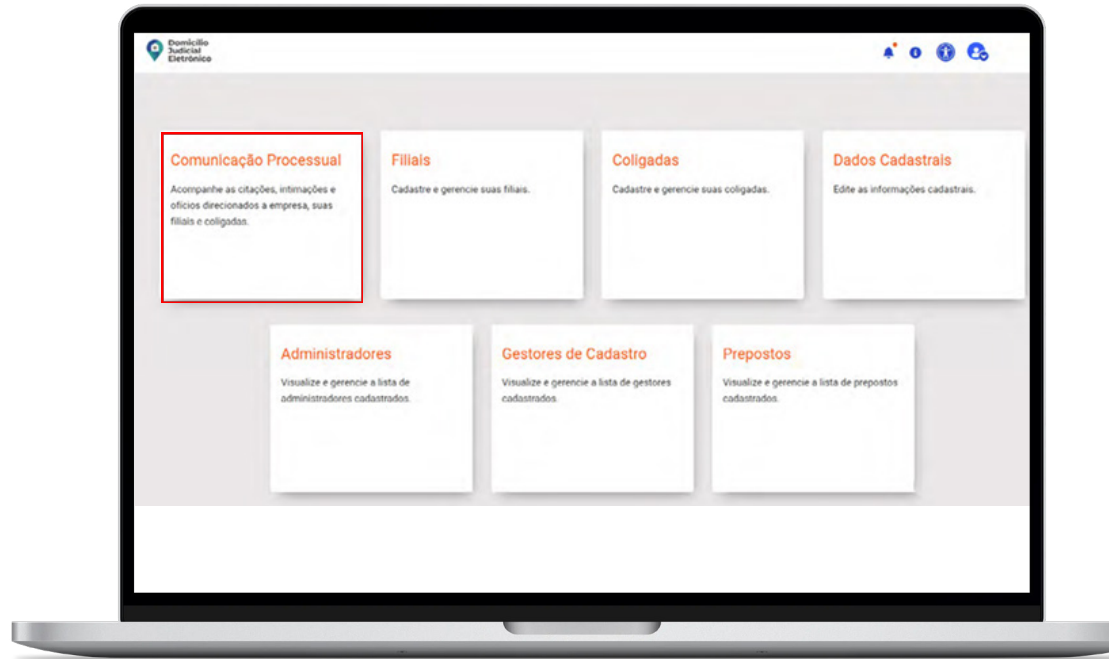 Domicílio
Judicial
Eletrônico
Comunicação Processual
Acompanhe as citações, intimações e
ofícios direcionados a empresa, suas
filiais e coligadas.
Filiais
Cadastre e gerencie suas filiais.
Coligadas
Cadastre e gerencie suas coligadas.
Dados Cadastrais
Edite as informações cadastrais.
Administradores
Visualize e gerencie a lista de
administradores cadastrados.
Gestores de Cadastro
Visualize e gerencie a lista de gestores
cadastrados.
Prepostos
Visualize e gerencie a lista de prepostos
cadastrados.